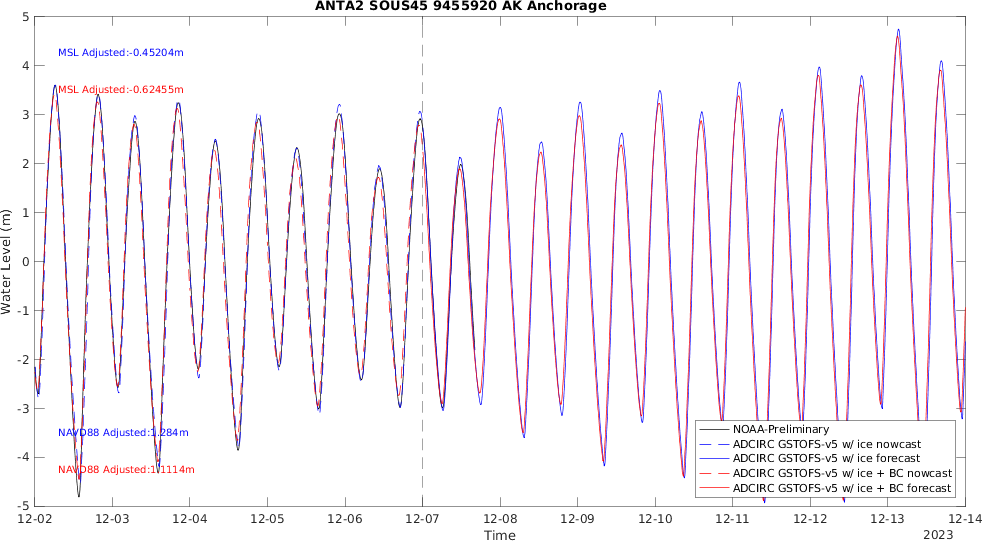 ANTA2 SOUS45 9455920 AK Anchorage
5
4
3
2
1
0
-1
-2
-3
-4
-5
Water Level (m)
MSL Adjusted:-0.45204m
MSL Adjusted:-0.62455m
NAVD88 Adjusted:1.284m
NAVD88 Adjusted:1.1114m
NOAA-Preliminary
ADCIRC GSTOFS-v5 w/ ice nowcast
ADCIRC GSTOFS-v5 w/ ice forecast
ADCIRC GSTOFS-v5 w/ ice + BC nowcast
ADCIRC GSTOFS-v5 w/ ice + BC forecast
12-02 12-03 12-04 12-05 12-06 12-07 12-08 12-09 12-10 12-11 12-12 12-13 12-14
Time
2023